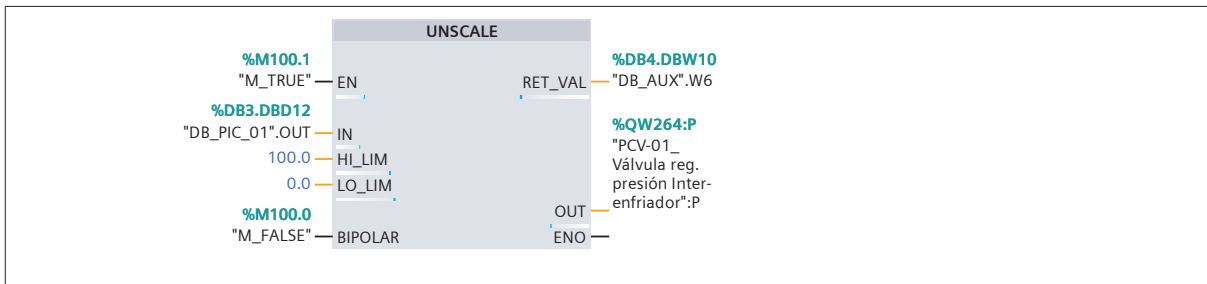 UNSCALE
%M100.1
"M_TRUE"
EN
RET_VAL
%DB4.DBW10
"DB_AUX".W6
%DB3.DBD12
"DB_PIC_01".OUT
IN
100.0
HI_LIM
0.0
LO_LIM
%M100.0
"M_FALSE"
BIPOLAR
%QW264:P
"PCV-01_
Válvula reg.
presión Inter-
enfriador":P
OUT
ENO